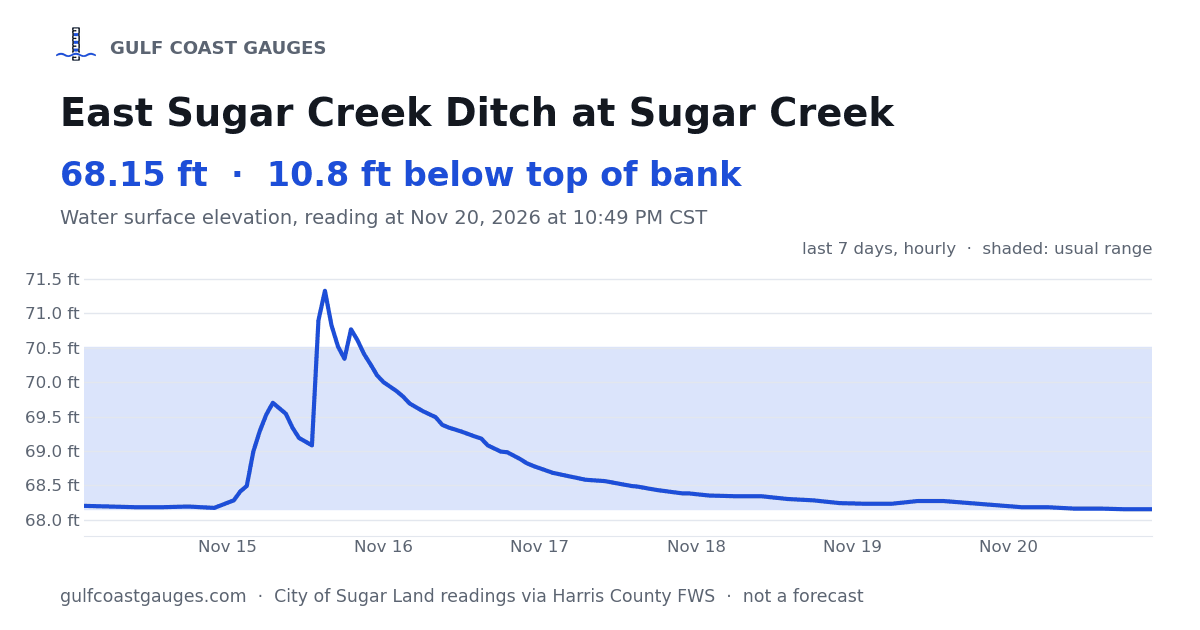 GULF COAST GAUGES
East Sugar Creek Ditch at Sugar Creek
68.15 ft · 10.8 ft below top of bank
Water surface elevation, reading at Nov 20, 2026 at 10:49 PM CST
last 7 days, hourly · shaded: usual range
71.5 ft
71.0 ft
70.5 ft
70.0 ft
69.5 ft
69.0 ft
68.5 ft
68.0 ft
Nov 15 Nov 16 Nov 17 Nov 18 Nov 19 Nov 20
gulfcoastgauges.com · City of Sugar Land readings via Harris County FWS · not a forecast